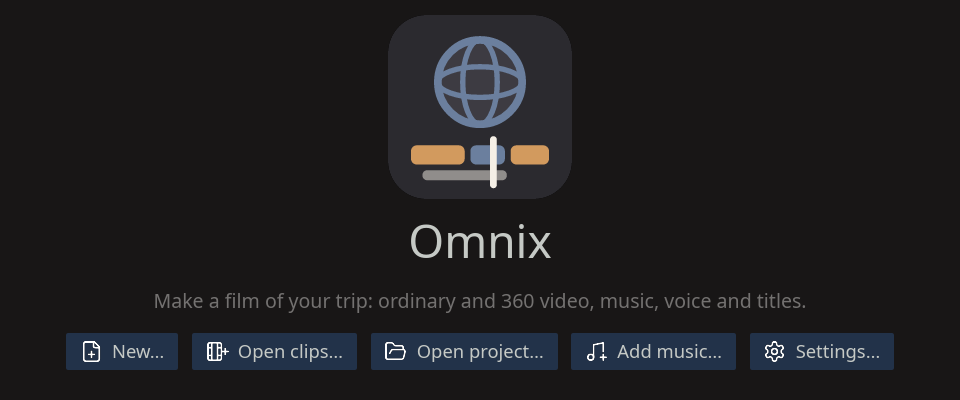 Omnix
Make a film of your trip: ordinary and 360 video, music, voice and titles.
New... Open clips... Open project... Add music... Settings...